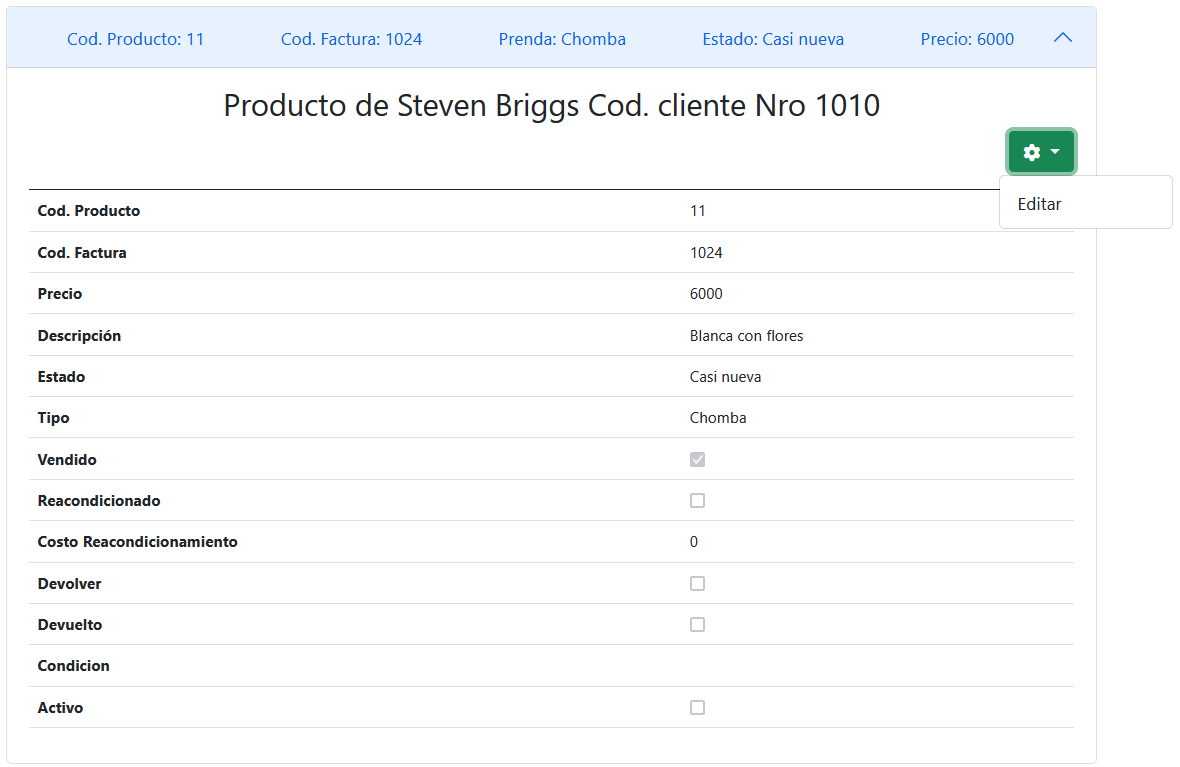 Cod. Producto: 11 Cod. Factura: 1024 Prenda: Chomba Estado: Casi nueva Precio: 6000
Producto de Steven Briggs Cod. cliente Nro 1010
Editar
Cod. Producto 11
Cod. Factura 1024
Precio 6000
Descripción Blanca con flores
Estado Casi nueva
Tipo Chomba
Vendido
Reacondicionado
Costo Reacondicionamiento 0
Devolver
Devuelto
Condicion
Activo